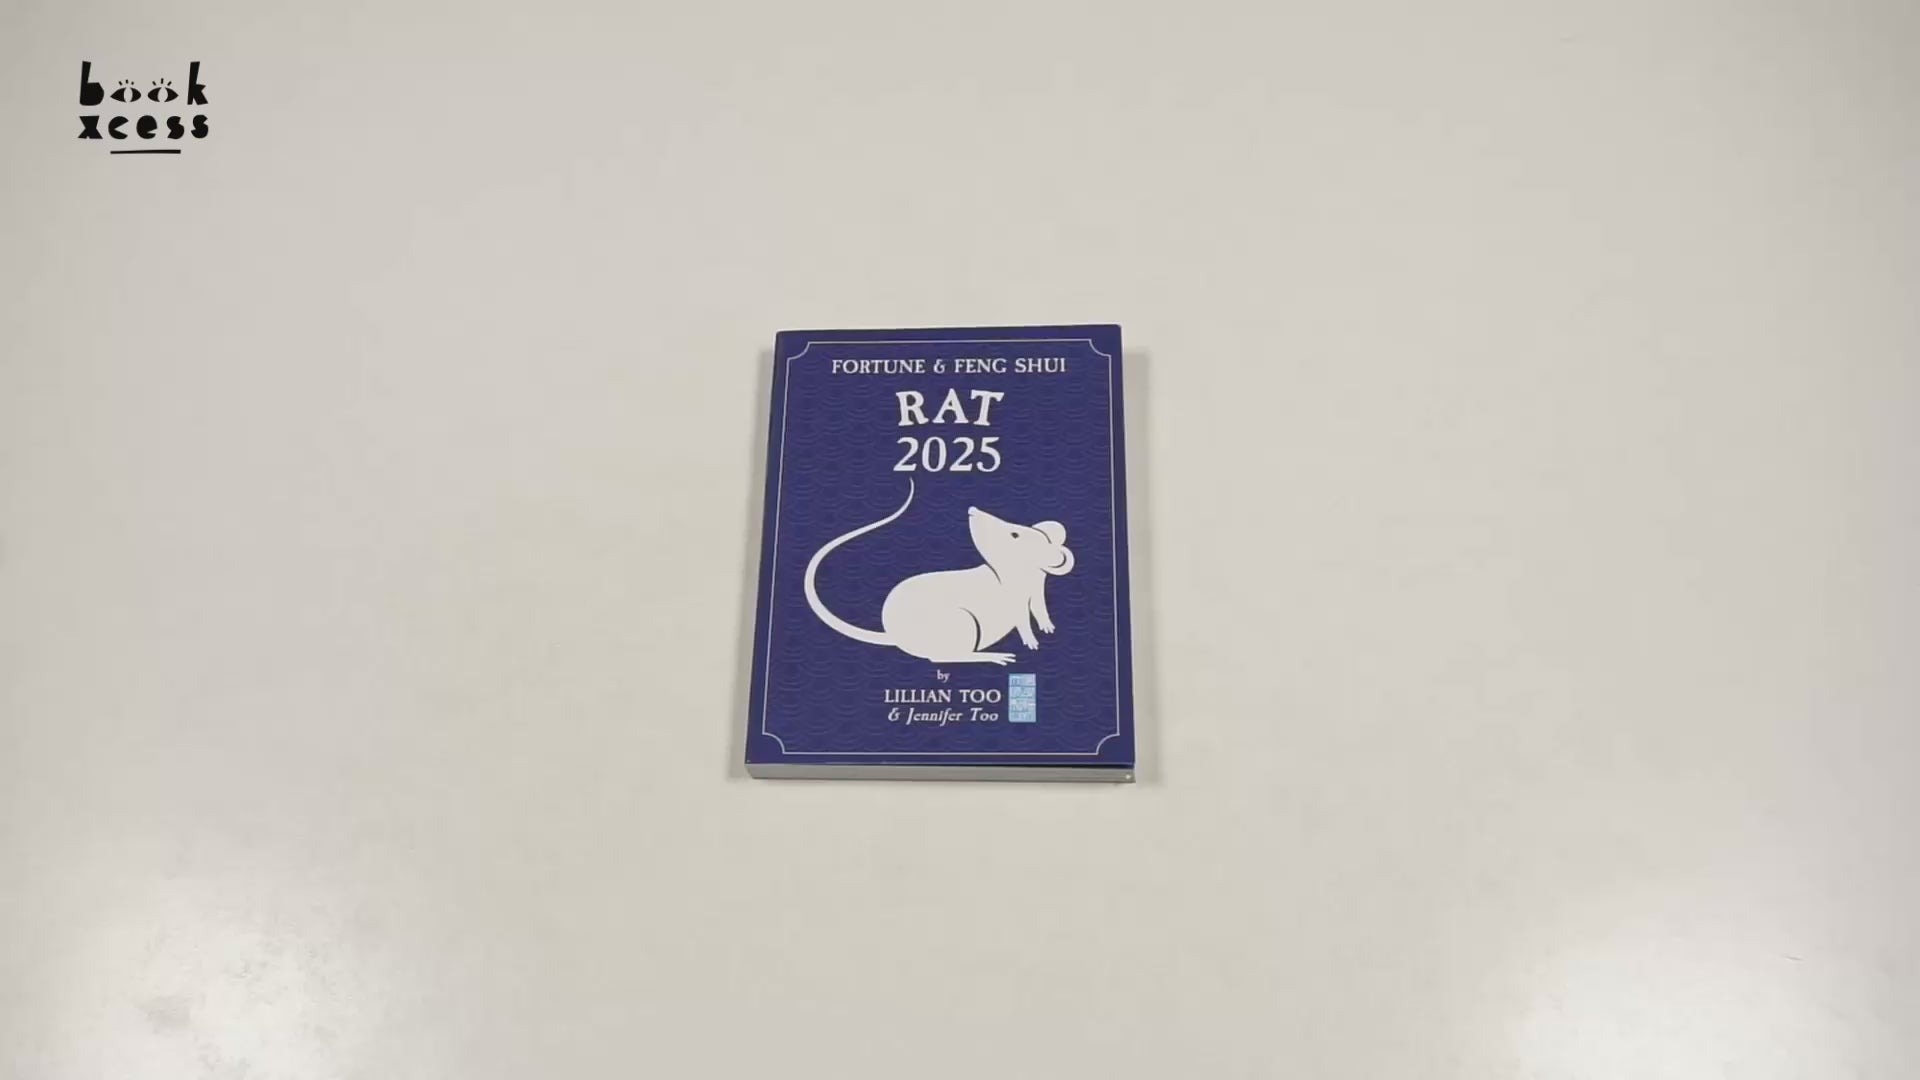 book
xcess
FORTUNE & FENG SHUI
RAT
2025
by
LILLIAN TOO
& Jennifer Too